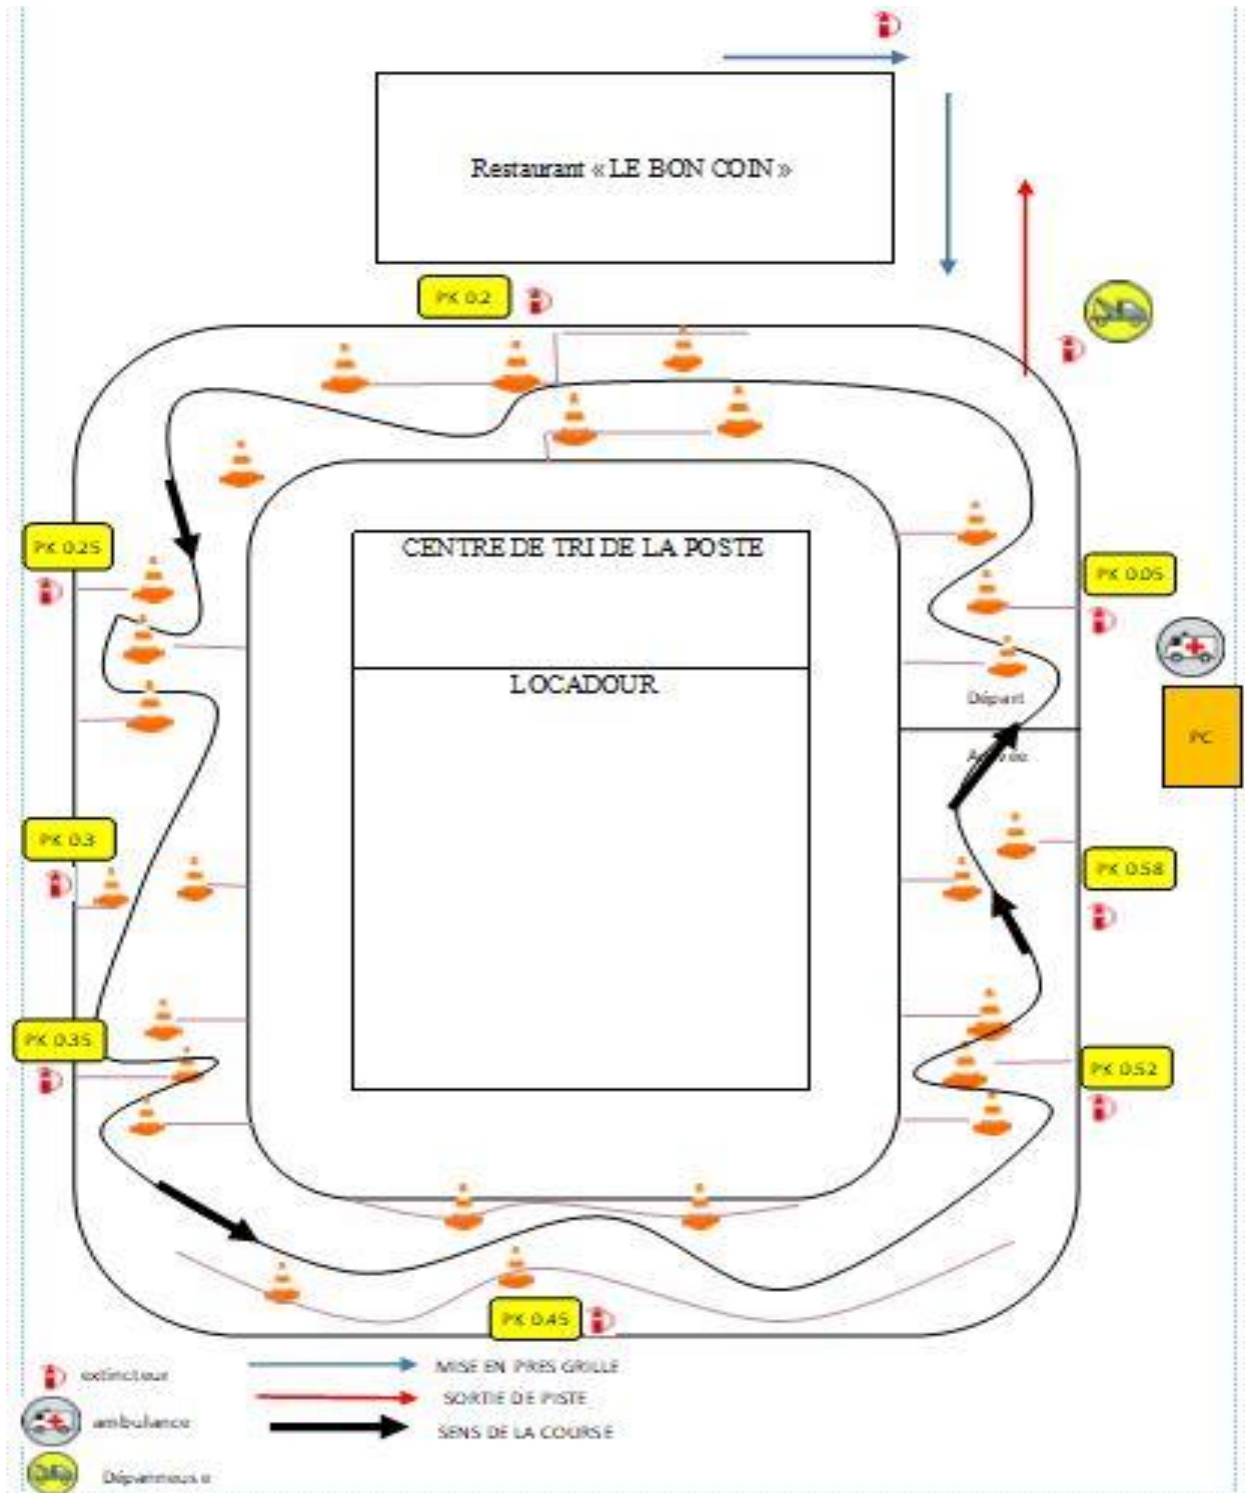 Restaurant « LE BON COIN »
PK 0.2
CENTRE DE TRI DE LA POSTE
PK 0.25
PK 0.05
LOCADOUR
Départ
Arrivée
PC
PK 0.3
PK 0.58
PK 0.35
PK 0.52
PK 0.45
extincteur
MISE EN PRES GRILLE
SORTIE DE PISTE
ambulance
SENS DE LA COURSE
Dépanneuse